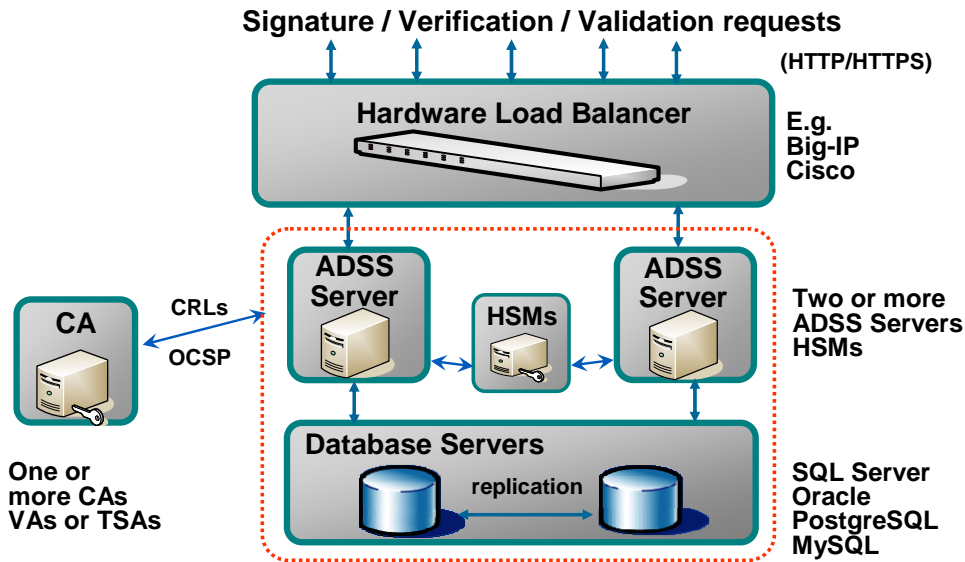 Signature / Verification / Validation requests
(HTTP/HTTPS)
Hardware Load Balancer
E.g.
Big-IP
Cisco
ADSS
Server
ADSS
Server
HSMs
Two or more
ADSS Servers
HSMs
CA
CRLs
OCSP
One or
more CAs
VAs or TSAs
Database Servers
replication
SQL Server
Oracle
PostgreSQL
MySQL